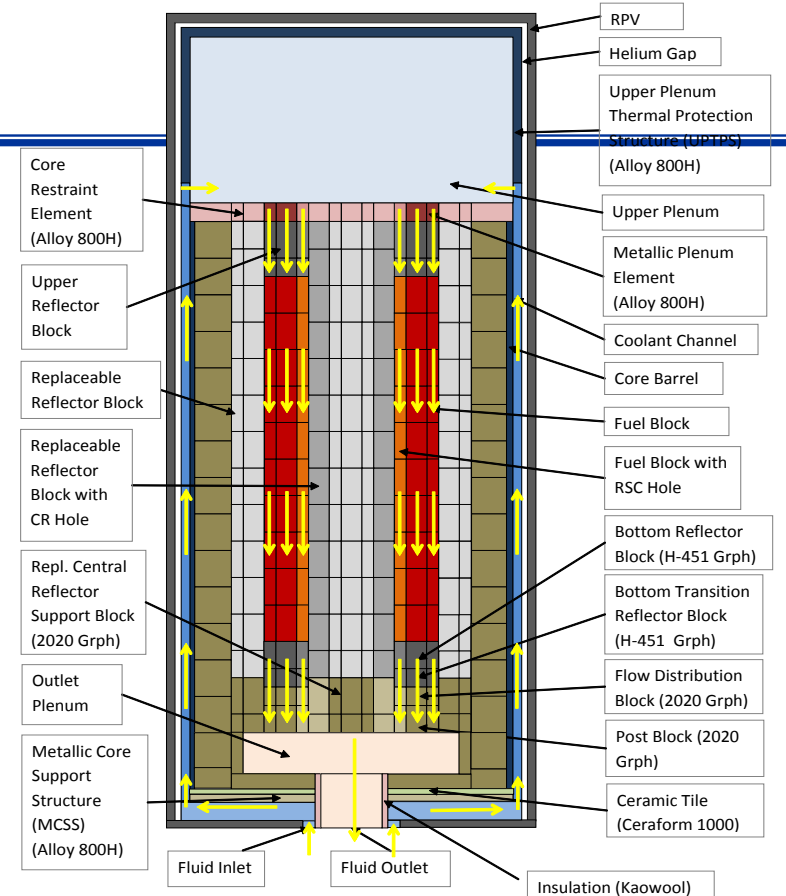 RPV
Helium Gap
Upper Plenum
Thermal Protection
Structure (UPTPS)
(Alloy 800H)
Core
Restraint
Element
(Alloy 800H)
Upper Plenum
Metallic Plenum
Element
(Alloy 800H)
Upper
Reflector
Block
Coolant Channel
Core Barrel
Replaceable
Reflector Block
Fuel Block
Replaceable
Reflector
Block with
CR Hole
Fuel Block with
RSC Hole
Bottom Reflector
Block (H-451 Grph)
Repl. Central
Reflector
Support Block
(2020 Grph)
Bottom Transition
Reflector Block
(H-451 Grph)
Flow Distribution
Block (2020 Grph)
Outlet
Plenum
Post Block (2020
Grph)
Metallic Core
Support
Structure
(MCSS)
(Alloy 800H)
Ceramic Tile
(Ceraform 1000)
Fluid Inlet
Fluid Outlet
Insulation (Kaowool)